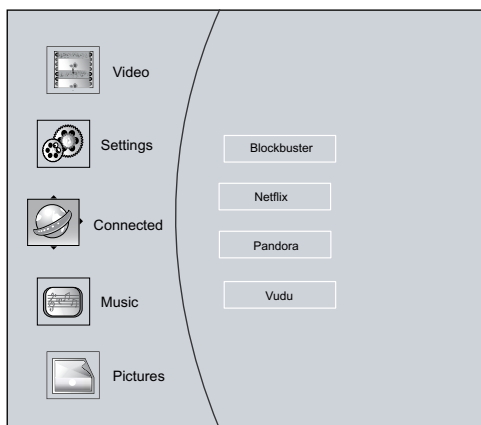 Video
Settings
Connected
Music
Pictures
Blockbuster
Netflix
Pandora
Vudu